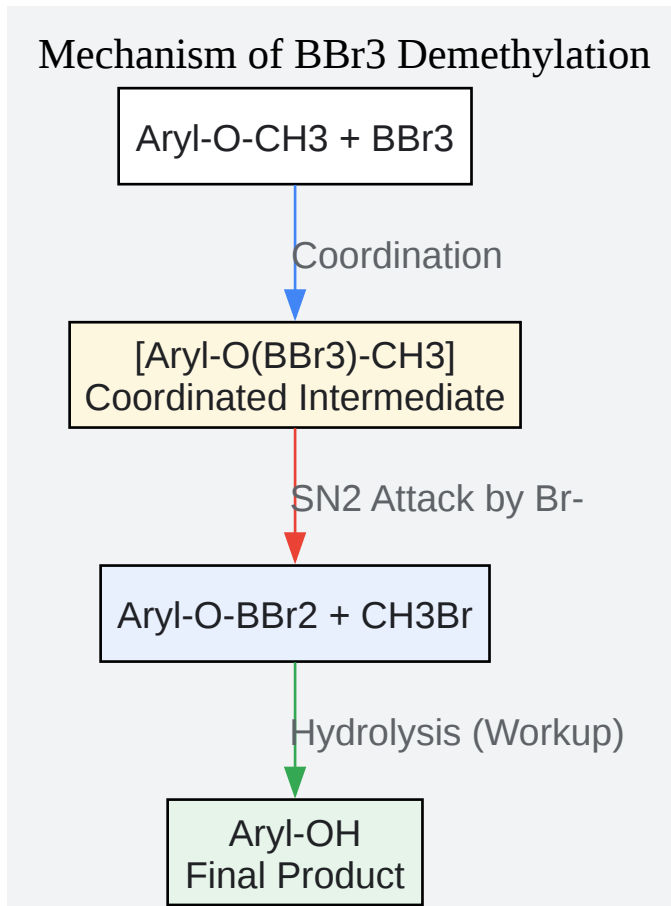 Mechanism of BBr3 Demethylation
Aryl-O-CH3 + BBr3
Coordination
[Aryl-O(BBr3)-CH3]
Coordinated Intermediate
SN2 Attack by Br-
Aryl-O-BBr2 + CH3Br
Hydrolysis (Workup)
Aryl-OH
Final Product